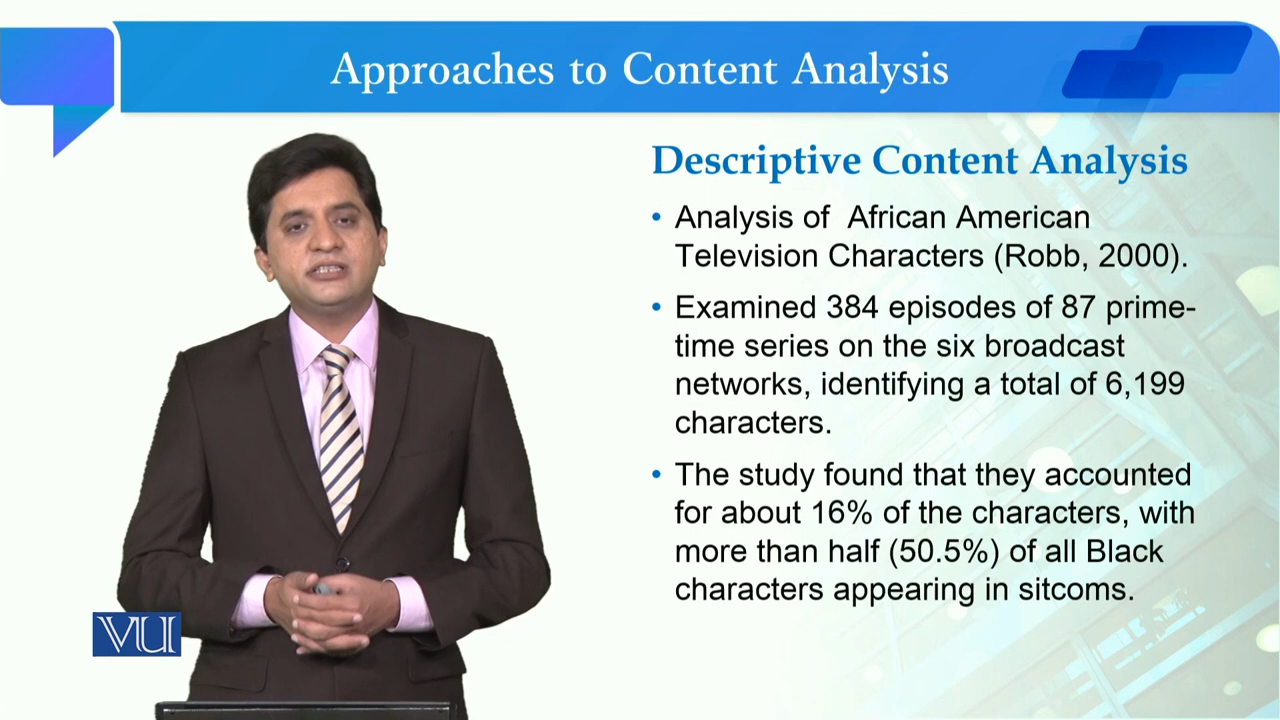 Approaches to Content Analysis
Descriptive Content Analysis
• Analysis of African American
Television Characters (Robb, 2000).
• Examined 384 episodes of 87 prime-
time series on the six broadcast
networks, identifying a total of 6,199
characters.
• The study found that they accounted
for about 16% of the characters, with
more than half (50.5%) of all Black
characters appearing in sitcoms.
VU